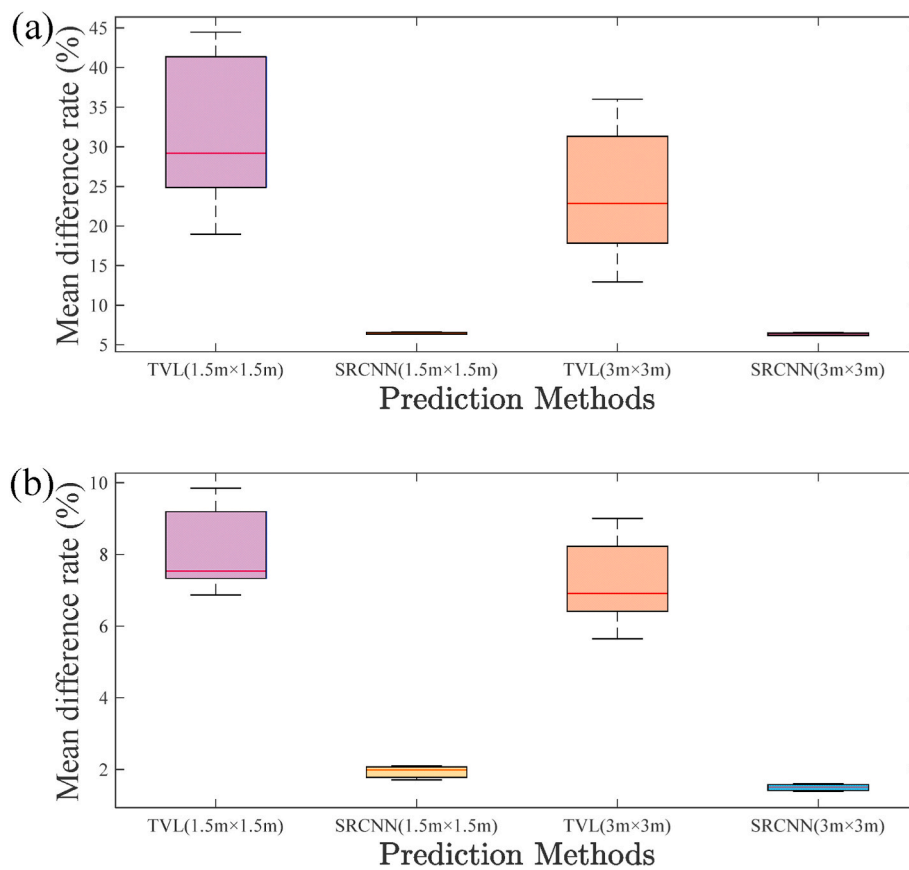 (a)
Mean difference rate (%)
45
40
35
30
25
20
15
10
5
TVL(1.5m×1.5m) SRCNN(1.5m×1.5m) TVL(3m×3m) SRCNN(3m×3m)
Prediction Methods
(b)
Mean difference rate (%)
10
8
6
4
2
TVL(1.5m×1.5m) SRCNN(1.5m×1.5m) TVL(3m×3m) SRCNN(3m×3m)
Prediction Methods